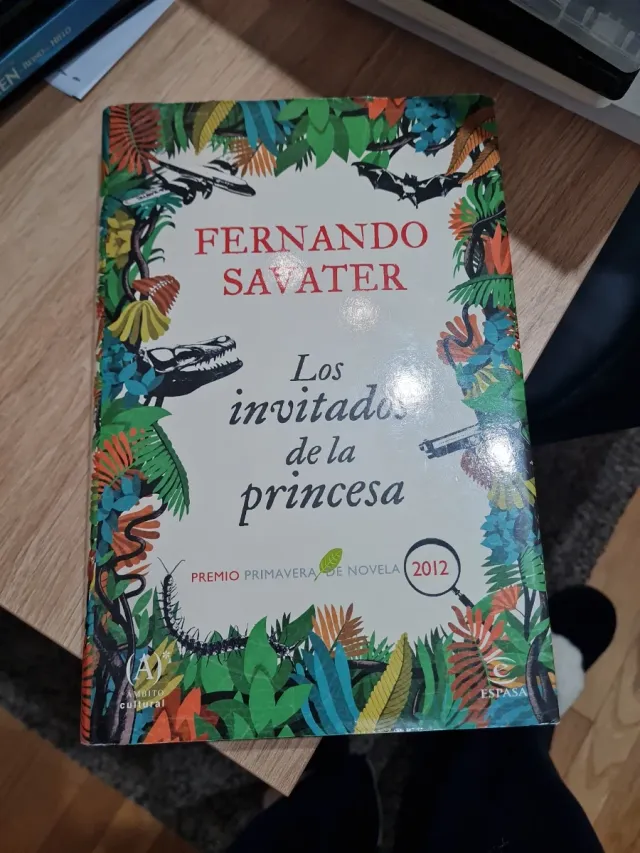 FERNANDO
SAVATER
Los
invitados
de la
princesa
PREMIO PRIMAVERA DE NOVELA 2012
(A)*
ÁMBITO
cultural
e
ESPASA